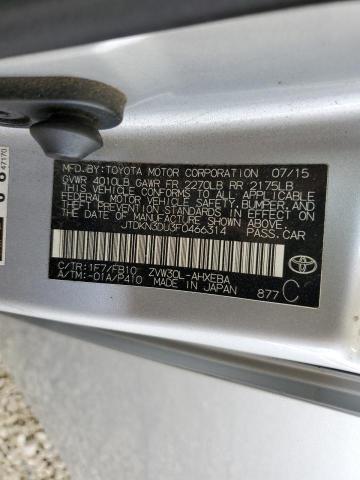 MFD.BY:TOYOTA MOTOR CORPORATION 07/15
GVWR 4010LB GAWR FR 2270LB RR 2175LB
THIS VEHICLE CONFORMS TO ALL APPLICABLE
FEDERAL MOTOR VEHICLE SAFETY, BUMPER, AND
THEFT PREVENTION STANDARDS IN EFFECT ON
THE DATE OF MANUFACTURE SHOWN ABOVE.
JTDKN3DU3F0466314 PASS.CAR
C/TR:1F7/FB10 ZVW30L-AHXEBA
A/TM:-01A/P410 MADE IN JAPAN 877 C
TOYOTA
47170